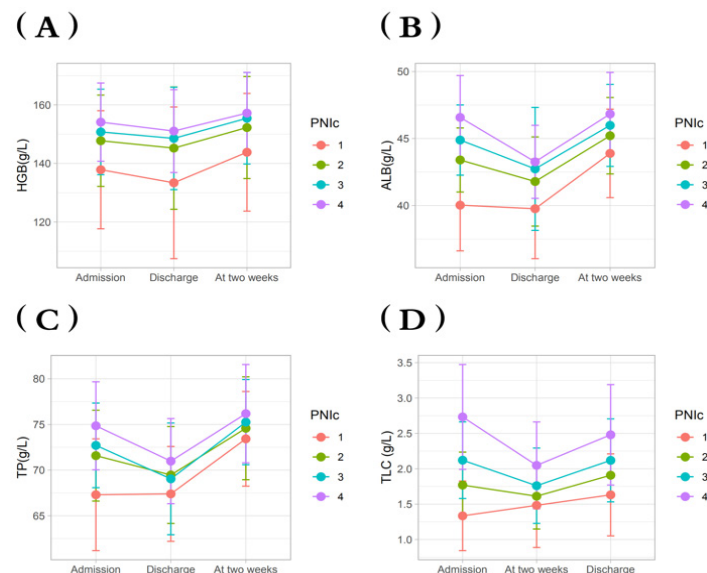 (A)
HGB(g/L)
160
140
120
Admission Discharge At two weeks
PNIc
1
2
3
4
(B)
ALB(g/L)
50
45
40
Admission Discharge At two weeks
PNIc
1
2
3
4
(C)
TP(g/L)
80
75
70
65
Admission Discharge At two weeks
PNIc
1
2
3
4
(D)
TLC (g/L)
3.5
3.0
2.5
2.0
1.5
1.0
Admission At two weeks Discharge
PNIc
1
2
3
4